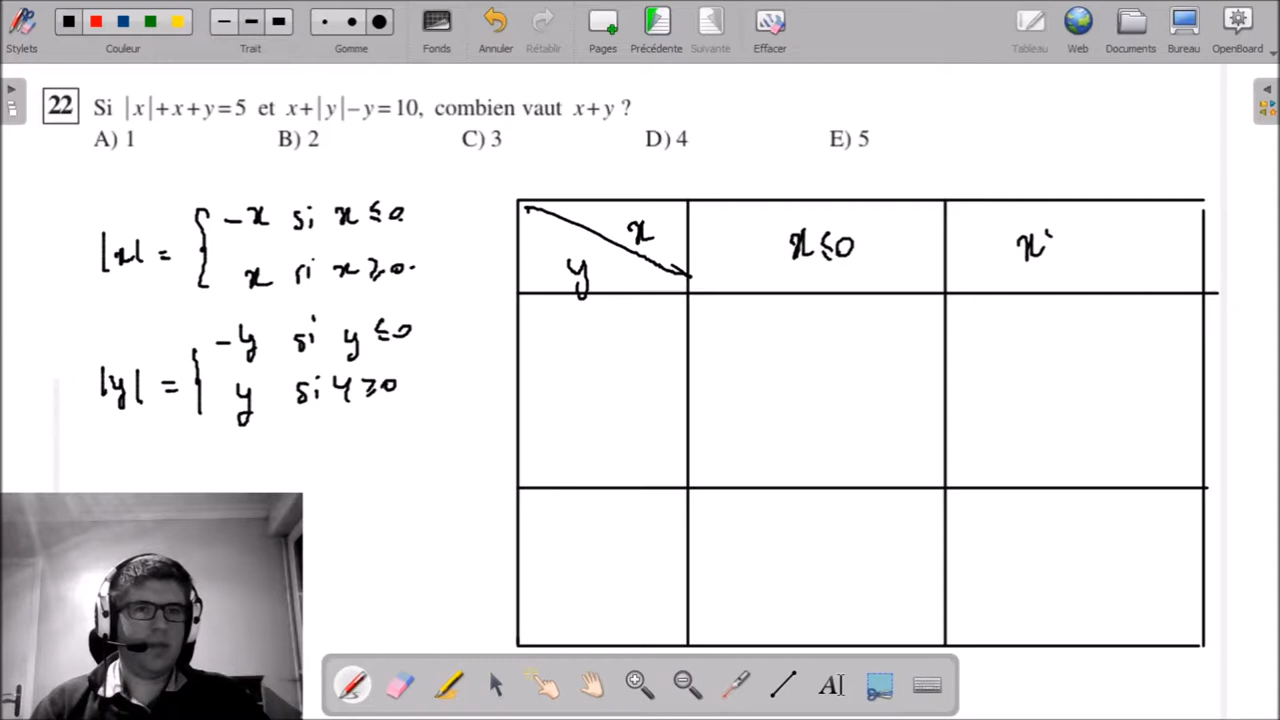 Stylets Couleur Trait Gomme Fonds Annuler Rétablir Pages Précédente Suivante Effacer Tableau Web Documents Bureau OpenBoard
22 Si |x|+x+y=5 et x+|y|−y=10, combien vaut x+y ?
A) 1 B) 2 C) 3 D) 4 E) 5
|x| = { -x si x ≤ 0
x si x ≥ 0.
|y| = { -y si y ≤ 0
y si y ≥ 0
x
y
x ≤ 0
x
AI